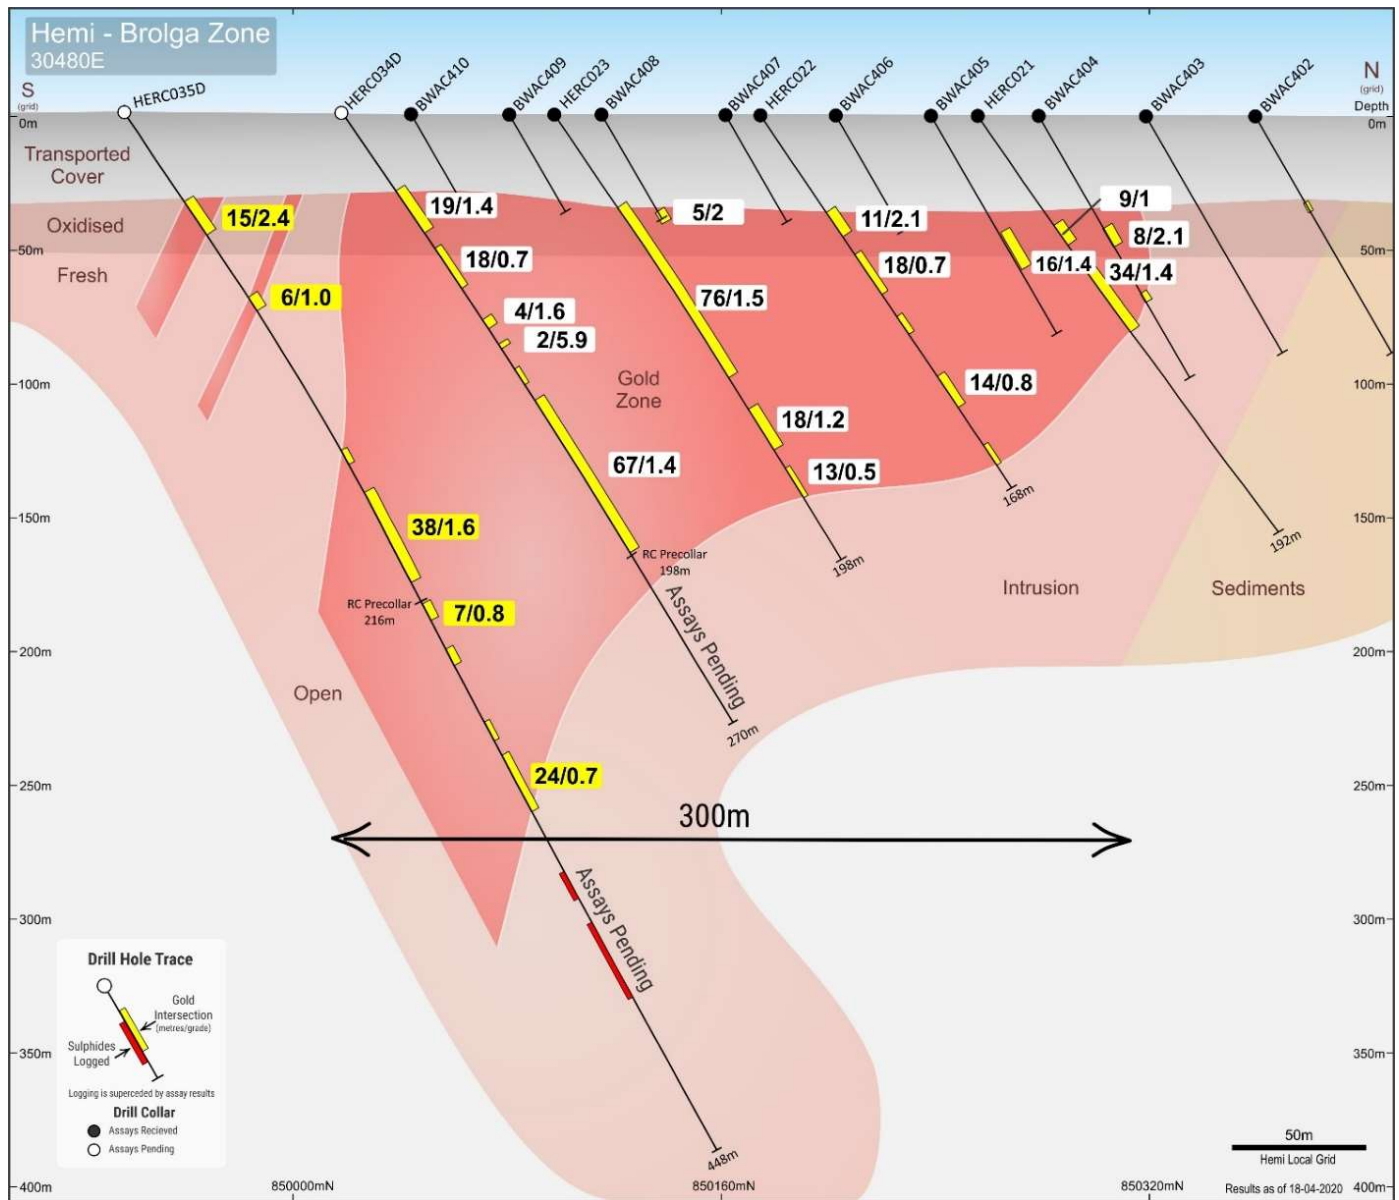 Hemi - Brolga Zone
30480E
S
(grid)
N
(grid)
Depth
HERC035D
HERC034D
BWAC410
BWAC409
HERC023
BWAC408
BWAC407
HERC022
BWAC406
BWAC405
HERC021
BWAC404
BWAC403
BWAC402
0m
0m
Transported
Cover
Oxidised
Fresh
50m
50m
15/2.4
6/1.0
19/1.4
18/0.7
4/1.6
2/5.9
5/2
76/1.5
11/2.1
18/0.7
9/1
8/2.1
16/1.4
34/1.4
100m
100m
Gold
Zone
14/0.8
67/1.4
18/1.2
13/0.5
38/1.6
150m
150m
168m
192m
198m
RC Precollar
198m
RC Precollar
216m
7/0.8
Assays Pending
270m
Intrusion
Sediments
200m
200m
Open
24/0.7
250m
250m
300m
Assays Pending
300m
300m
350m
350m
448m
Drill Hole Trace
Gold
Intersection
(metres/grade)
Sulphides
Logged
Logging is superceded by assay results
Drill Collar
Assays Recieved
Assays Pending
50m
Hemi Local Grid
Results as of 18-04-2020
400m
850000mN
850160mN
850320mN
400m